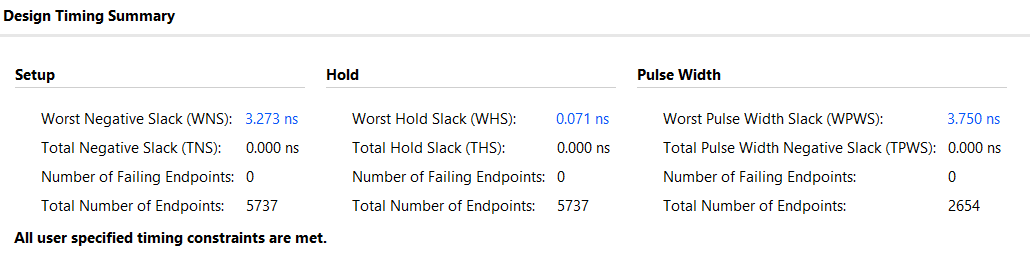 Design Timing Summary
Setup Hold Pulse Width
Worst Negative Slack (WNS): 3.273 ns Worst Hold Slack (WHS): 0.071 ns Worst Pulse Width Slack (WPWS): 3.750 ns
Total Negative Slack (TNS): 0.000 ns Total Hold Slack (THS): 0.000 ns Total Pulse Width Negative Slack (TPWS): 0.000 ns
Number of Failing Endpoints: 0 Number of Failing Endpoints: 0 Number of Failing Endpoints: 0
Total Number of Endpoints: 5737 Total Number of Endpoints: 5737 Total Number of Endpoints: 2654
All user specified timing constraints are met.